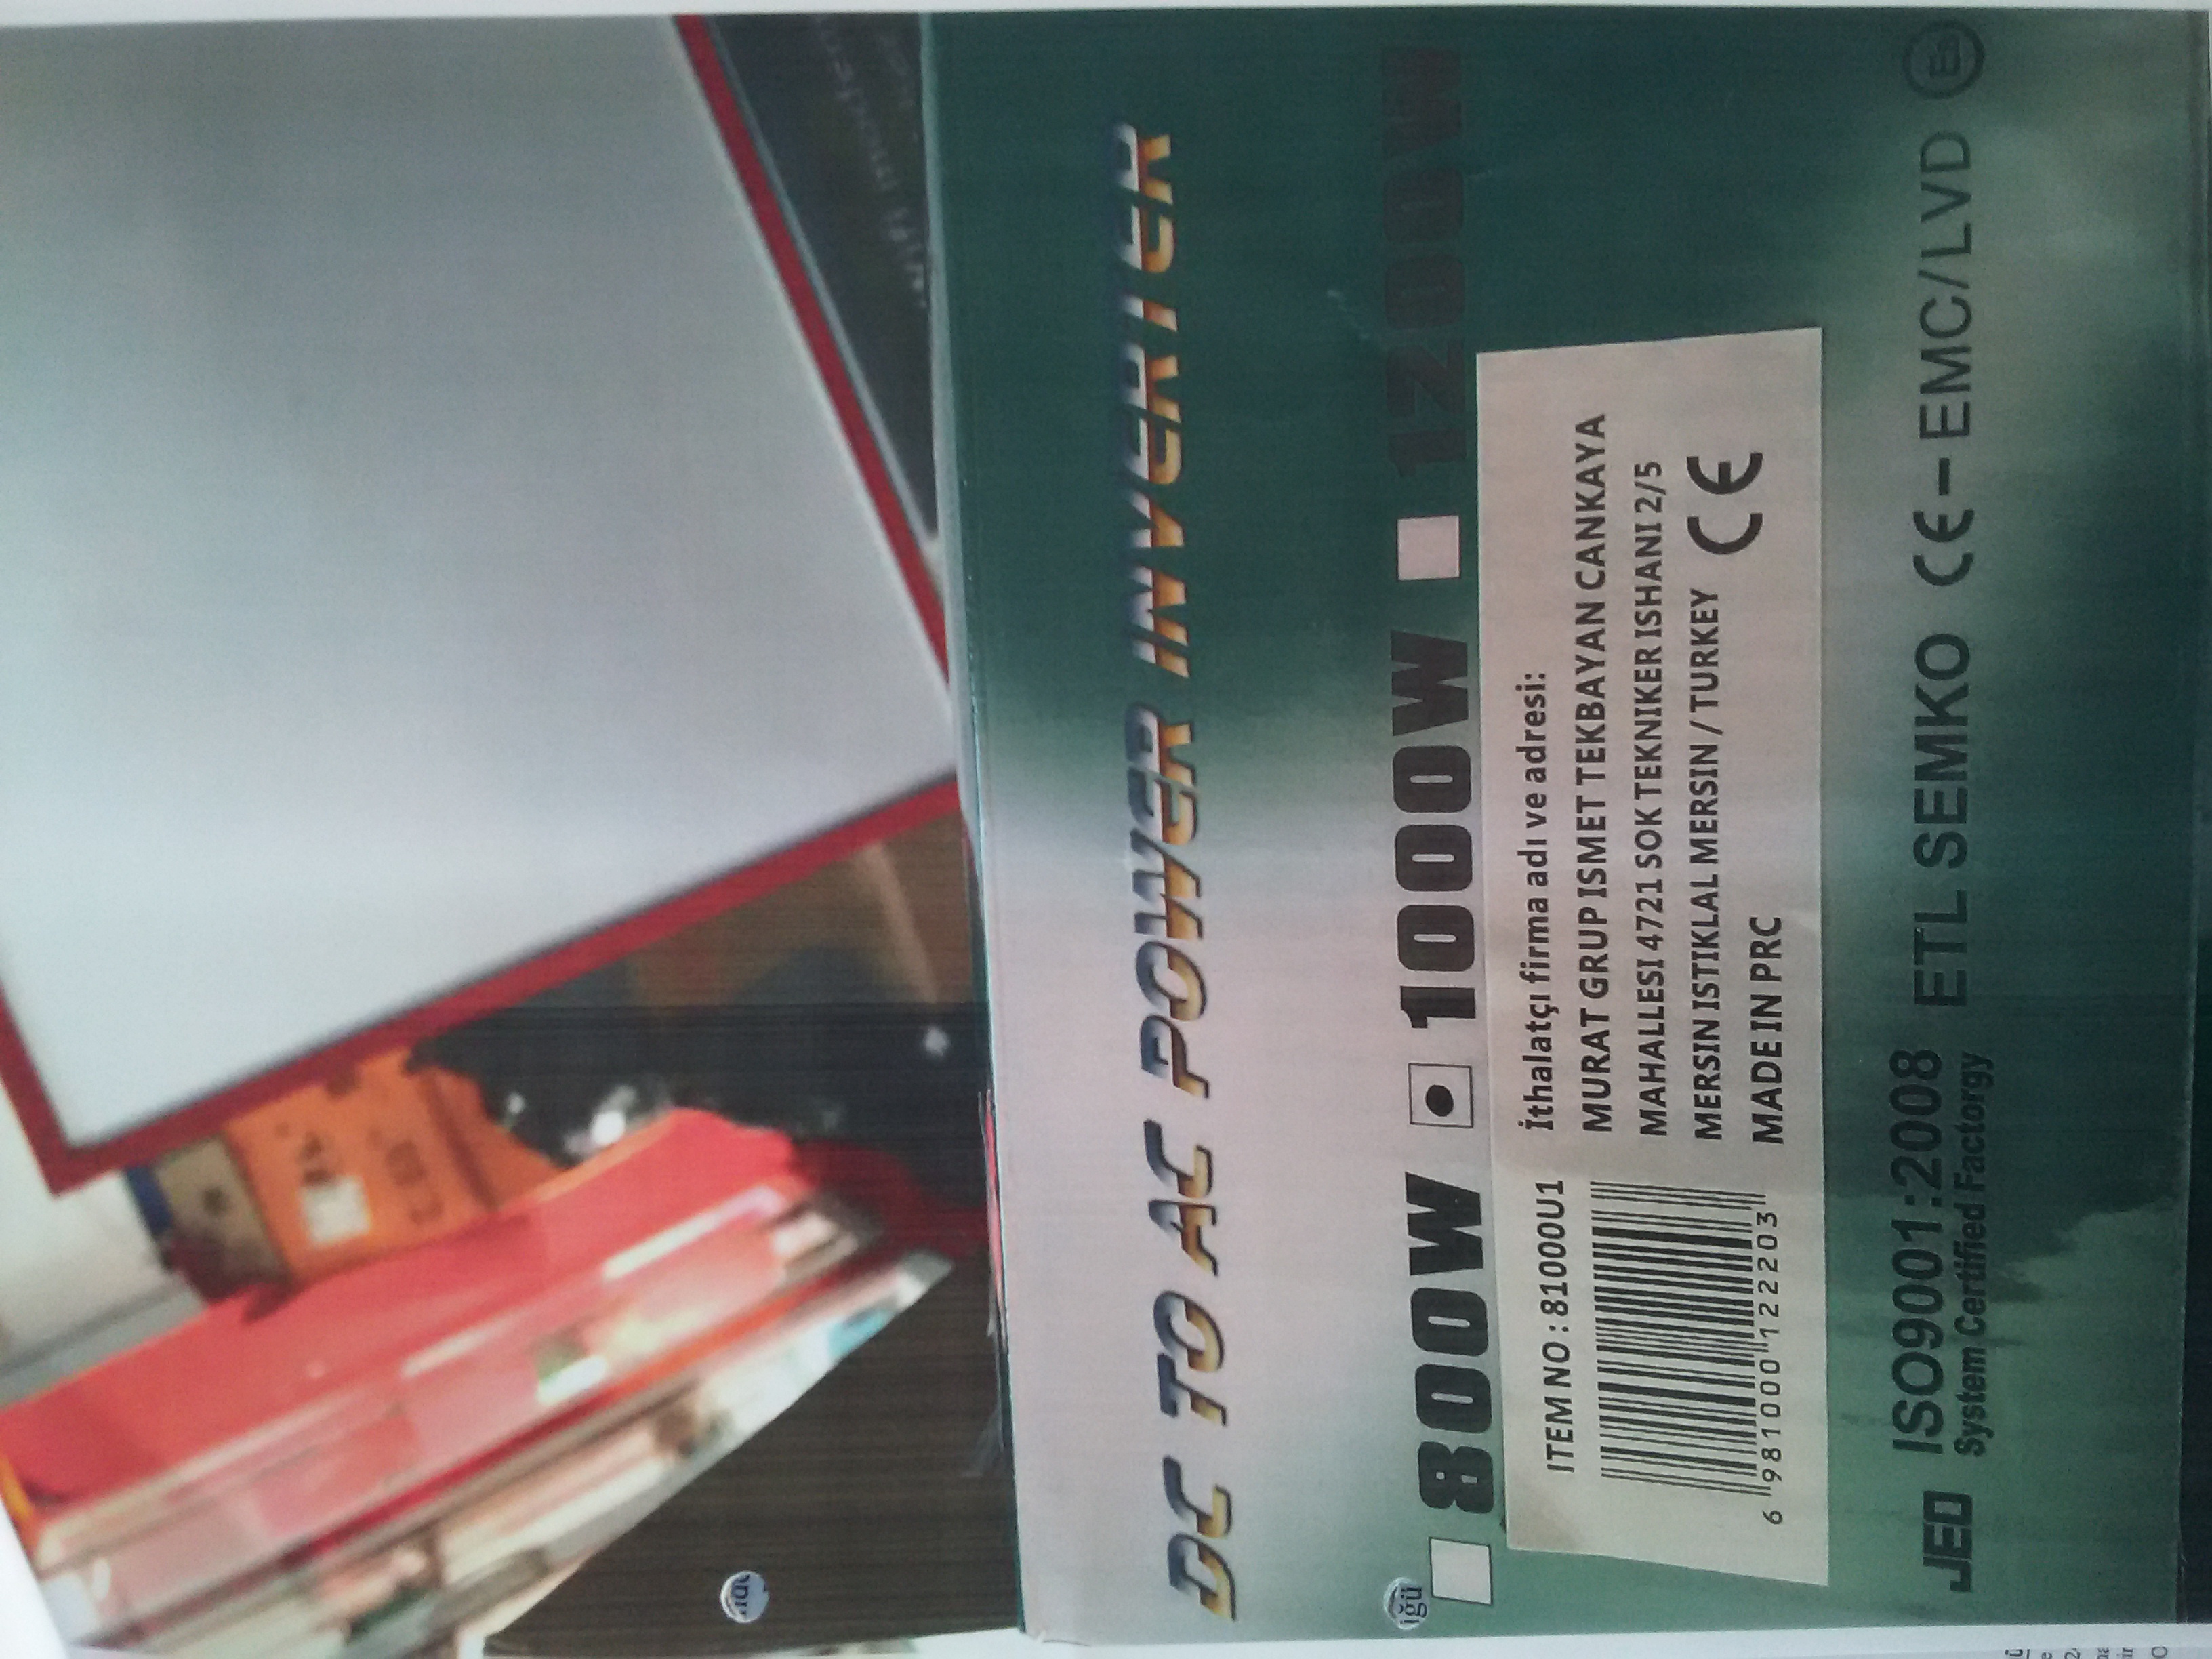 DC TO AC POWER INVERTER
800W 1000W 1200W
ITEM NO : 81000U1
6 981000 122203
İthalatçı firma adı ve adresi:
MURAT GRUP ISMET TEKBAYAN CANKAYA
MAHALLESI 4721 SOK TEKNIKER ISHANI 2/5
MERSIN ISTIKLAL MERSIN / TURKEY CE
MADE IN PRC
JED ISO9001:2008 ETL SEMKO CE-EMC/LVD
System Certified Factorgy